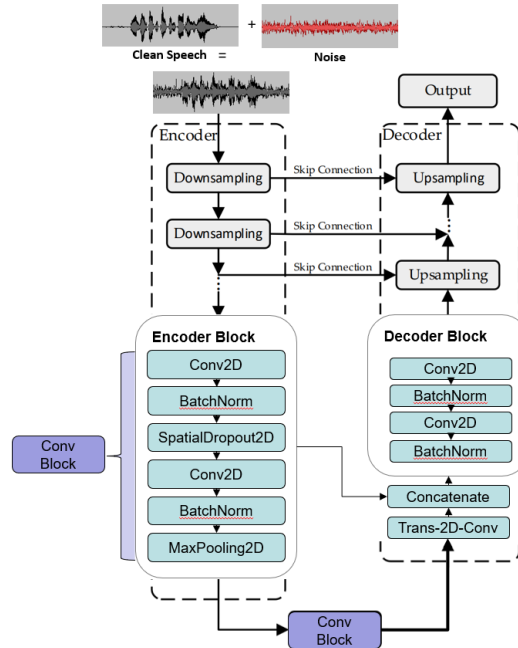 +
Clean Speech =
Noise
Output
Encoder
Decoder
Downsampling
Skip Connection
Upsampling
Downsampling
Skip Connection
Skip Connection
Upsampling
Encoder Block
Conv2D
BatchNorm
SpatialDropout2D
Conv2D
BatchNorm
MaxPooling2D
Conv
Block
Decoder Block
Conv2D
BatchNorm
Conv2D
BatchNorm
Concatenate
Trans-2D-Conv
Conv
Block